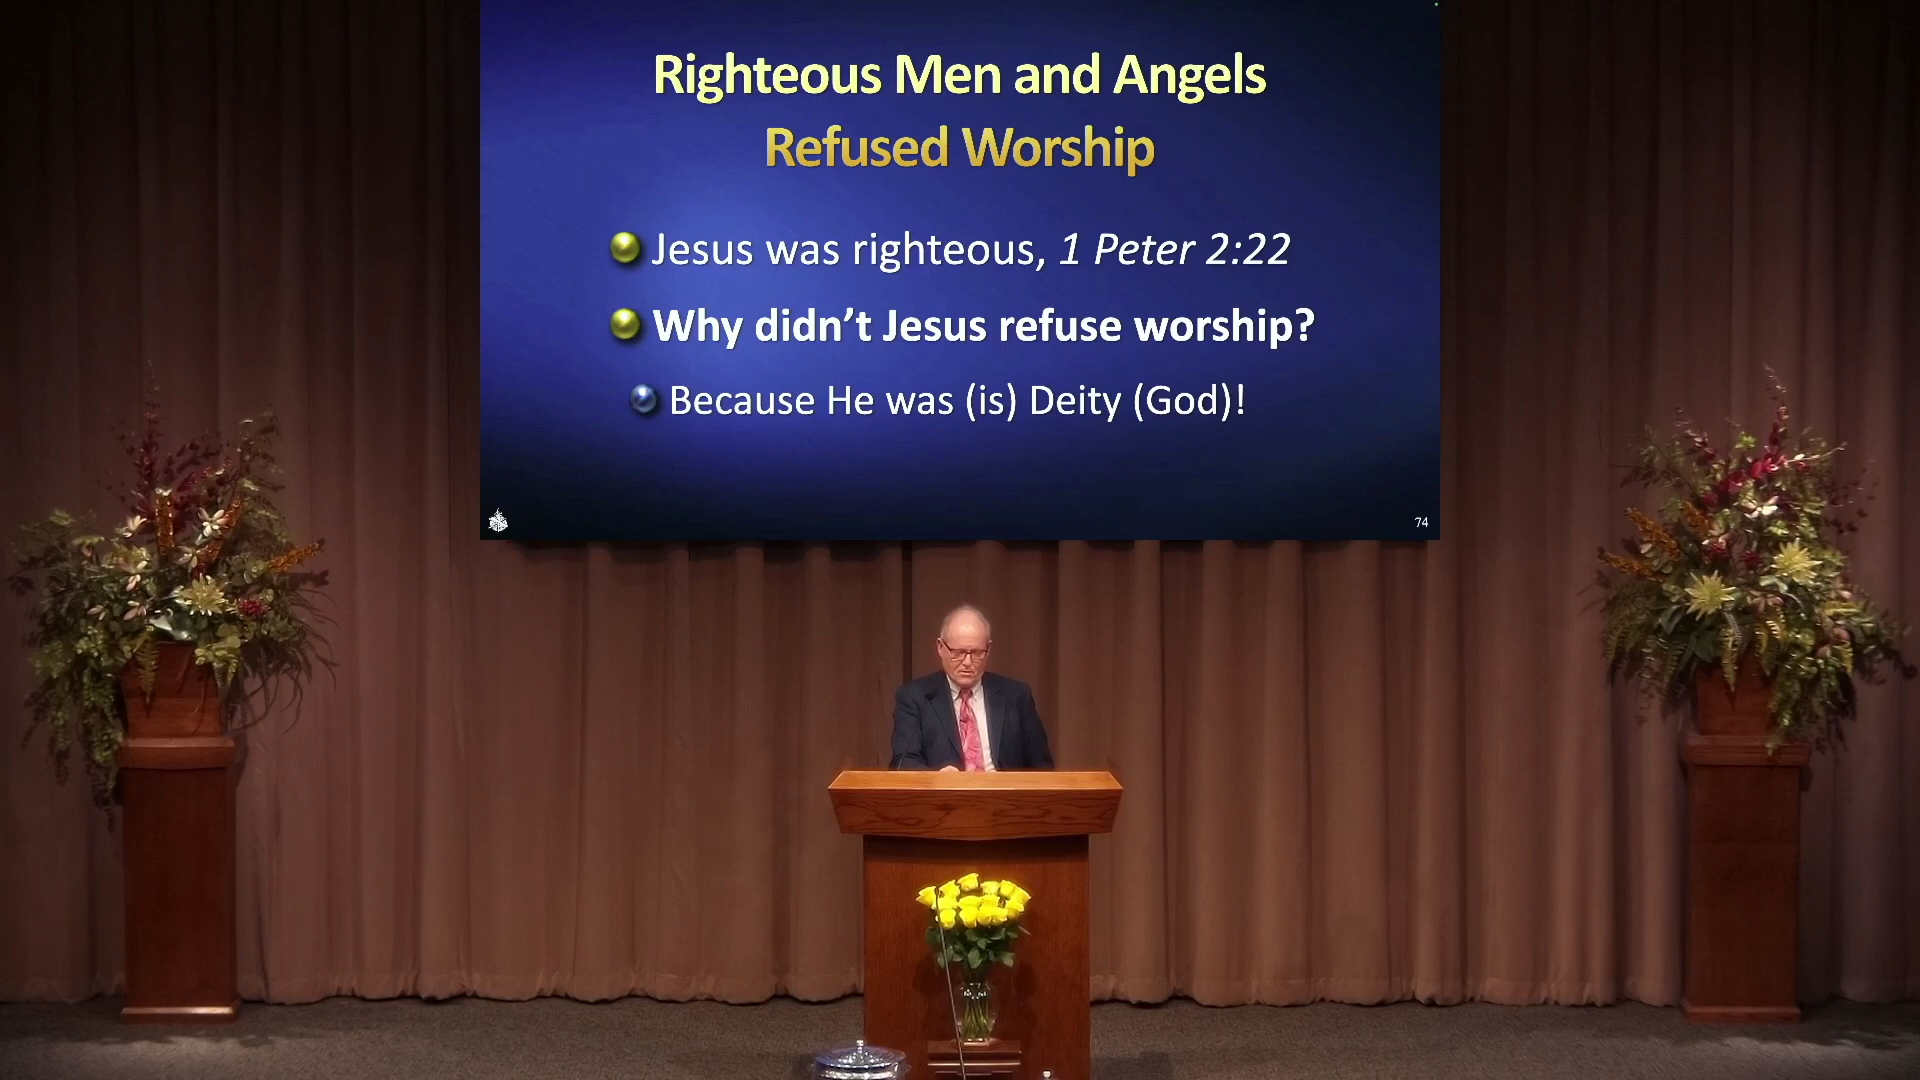 Righteous Men and Angels
Refused Worship
Jesus was righteous, 1 Peter 2:22
Why didn’t Jesus refuse worship?
Because He was (is) Deity (God)!
74